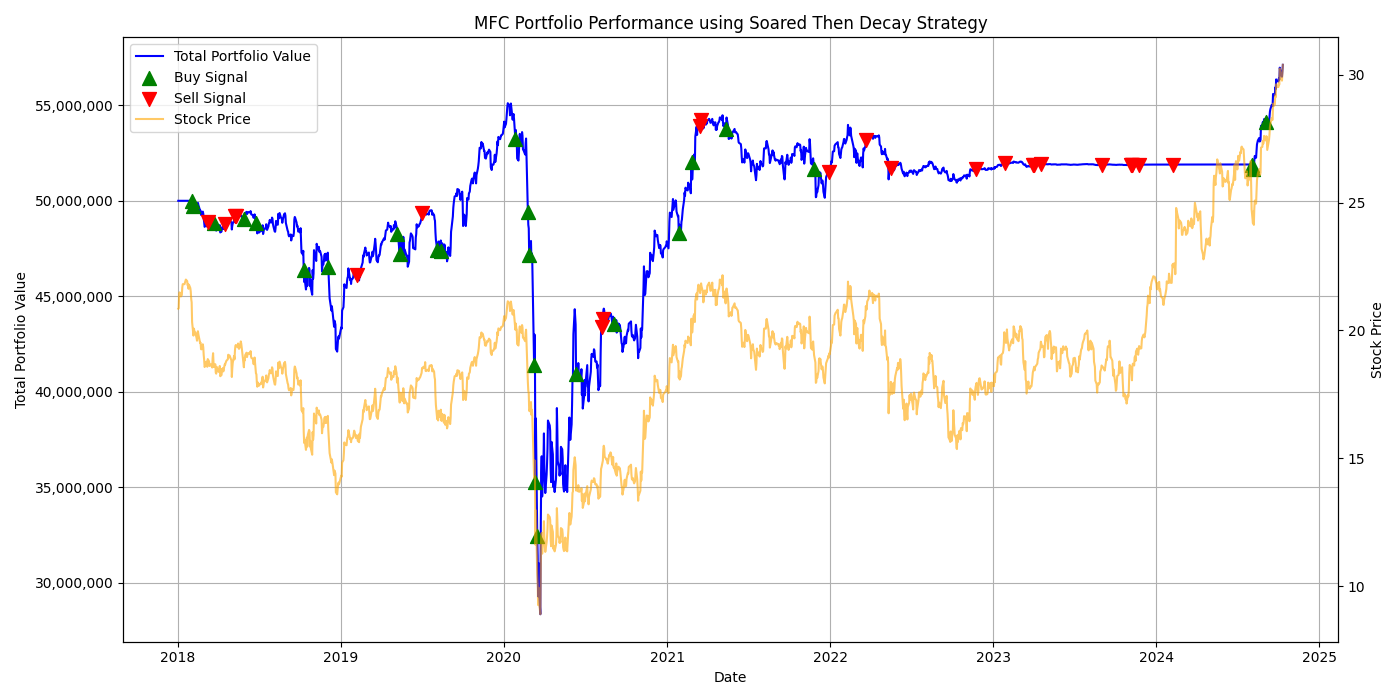 MFC Portfolio Performance using Soared Then Decay Strategy
Total Portfolio Value
Buy Signal
Sell Signal
Stock Price
55,000,000
50,000,000
45,000,000
40,000,000
35,000,000
30,000,000
Total Portfolio Value
30
25
20
15
10
Stock Price
2018 2019 2020 2021 2022 2023 2024 2025
Date